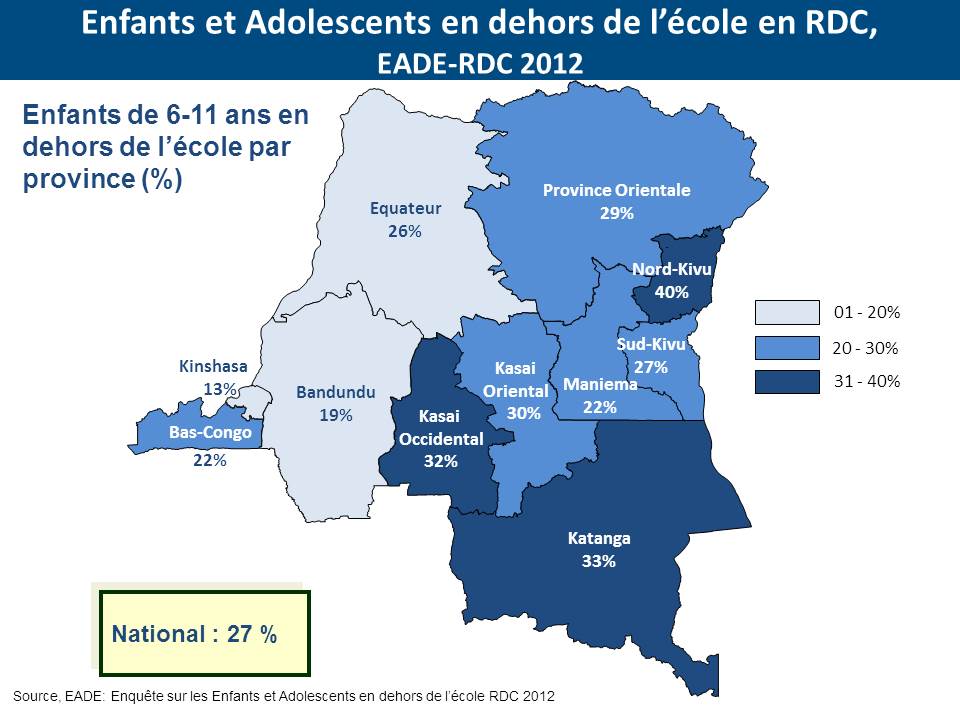 Enfants et Adolescents en dehors de l’école en RDC,
EADE-RDC 2012
Enfants de 6-11 ans en
dehors de l’école par
province (%)
Equateur
26%
Province Orientale
29%
Nord-Kivu
40%
Sud-Kivu
27%
Maniema
22%
Kasai
Oriental
30%
Kasai
Occidental
32%
Bandundu
19%
Kinshasa
13%
Bas-Congo
22%
Katanga
33%
01 - 20%
20 - 30%
31 - 40%
National : 27 %
Source, EADE: Enquête sur les Enfants et Adolescents en dehors de l’école RDC 2012